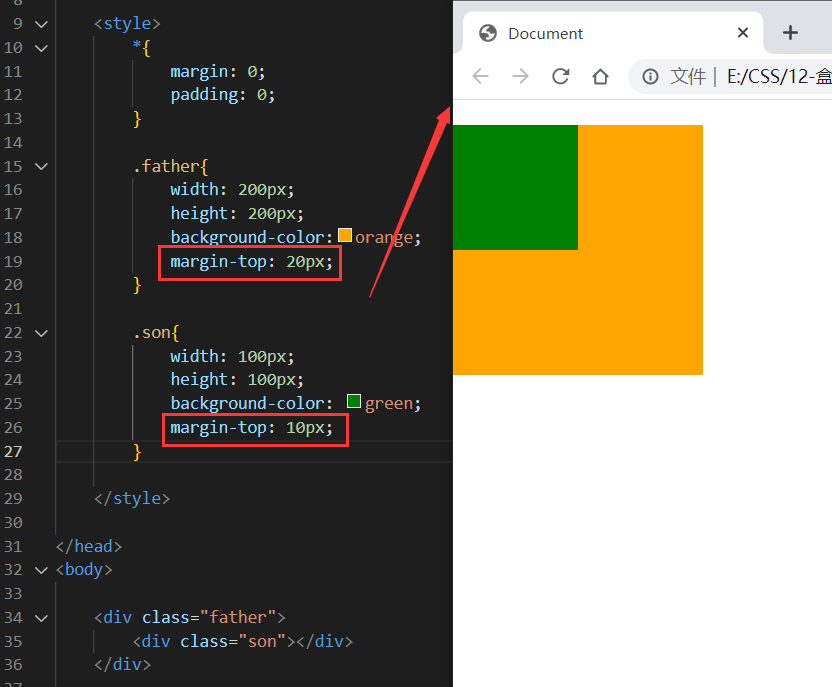 8
9 <style>
10 *{
11 margin: 0;
12 padding: 0;
13 }
14
15 .father{
16 width: 200px;
17 height: 200px;
18 background-color: orange;
19 margin-top: 20px;
20 }
21
22 .son{
23 width: 100px;
24 height: 100px;
25 background-color: green;
26 margin-top: 10px;
27 }
28
29 </style>
30
31 </head>
32 <body>
33
34 <div class="father">
35 <div class="son"></div>
36 </div>
37
Document
文件 | E:/CSS/12-盒